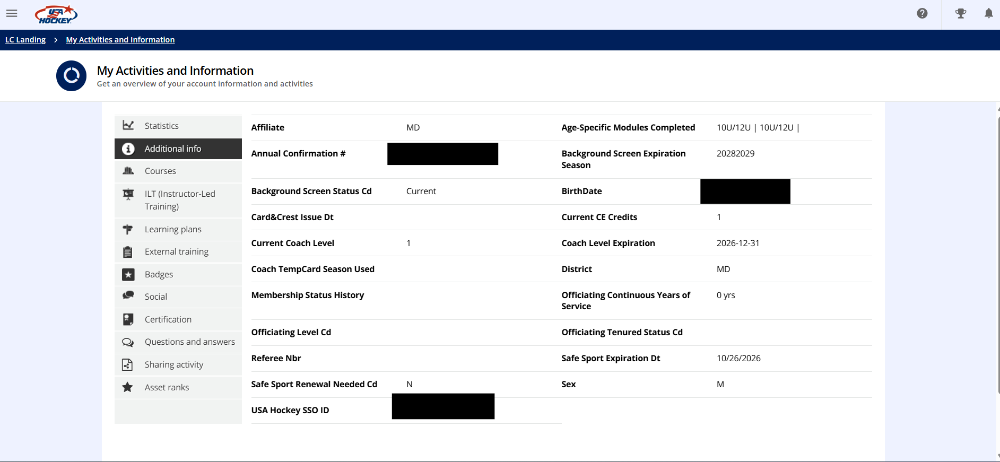 USA
HOCKEY
LC Landing > My Activities and Information
My Activities and Information
Get an overview of your account information and activities
Statistics
Additional info
Courses
ILT (Instructor-Led
Training)
Learning plans
External training
Badges
Social
Certification
Questions and answers
Sharing activity
Asset ranks
Affiliate MD Age-Specific Modules Completed 10U/12U | 10U/12U |
Annual Confirmation # Background Screen Expiration 20282029
Season
Background Screen Status Cd Current BirthDate
Card&Crest Issue Dt Current CE Credits 1
Current Coach Level 1 Coach Level Expiration 2026-12-31
Coach TempCard Season Used District MD
Membership Status History Officiating Continuous Years of 0 yrs
Service
Officiating Level Cd Officiating Tenured Status Cd
Referee Nbr Safe Sport Expiration Dt 10/26/2026
Safe Sport Renewal Needed Cd N Sex M
USA Hockey SSO ID